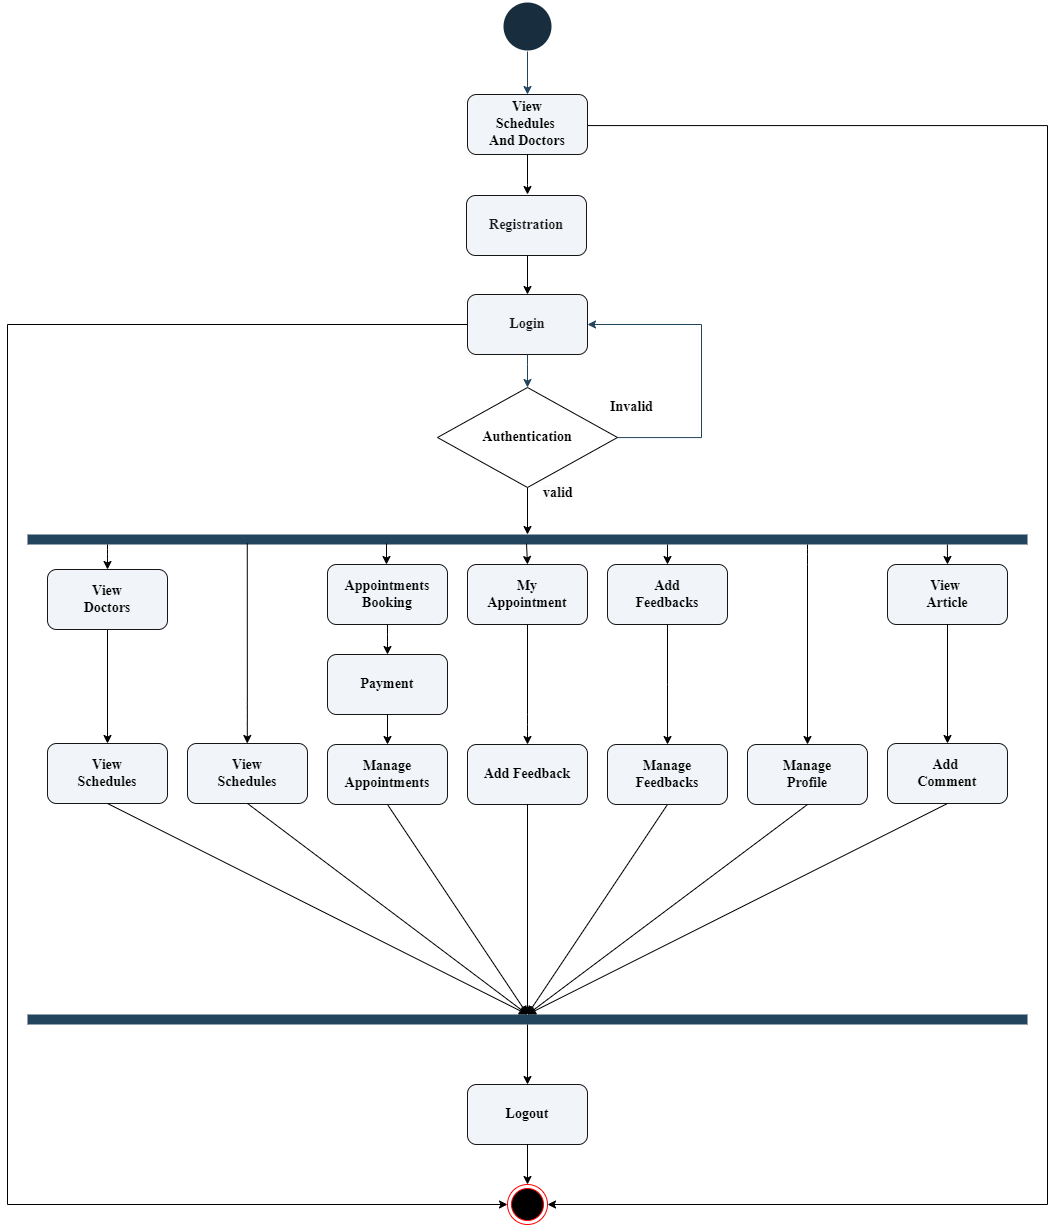 View
Schedules
And Doctors
Registration
Login
Invalid
Authentication
valid
View
Doctors
Appointments
Booking
My
Appointment
Add
Feedbacks
View
Article
Payment
View
Schedules
View
Schedules
Manage
Appointments
Add Feedback
Manage
Feedbacks
Manage
Profile
Add
Comment
Logout